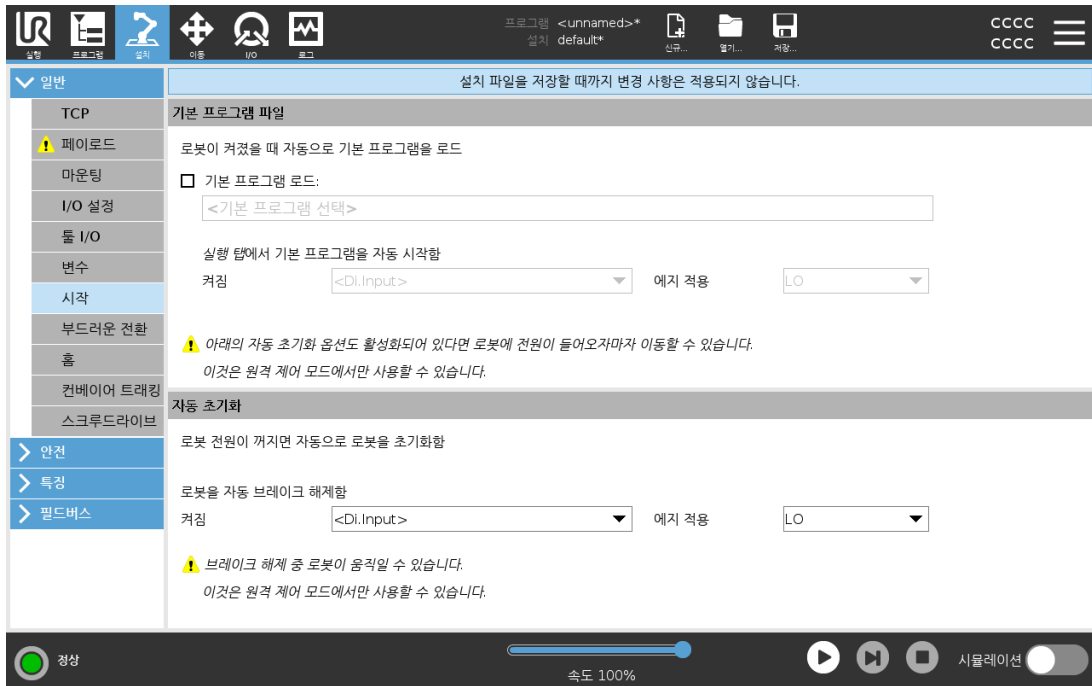 UR
실행
프로그램
설치
이동
I/O
로그
프로그램 <unnamed>*
설치 default*
신규...
열기...
저장...
CCCC
CCCC
일반
TCP
페이로드
마운팅
I/O 설정
툴 I/O
변수
시작
부드러운 전환
홈
컨베이어 트래킹
스크루드라이브
안전
특징
필드버스
설치 파일을 저장할 때까지 변경 사항은 적용되지 않습니다.
기본 프로그램 파일
로봇이 켜졌을 때 자동으로 기본 프로그램을 로드
기본 프로그램 로드:
<기본 프로그램 선택>
실행 탭에서 기본 프로그램을 자동 시작함
켜짐 <Di.Input> 에지 적용 LO
아래의 자동 초기화 옵션도 활성화되어 있다면 로봇에 전원이 들어오자마자 이동할 수 있습니다.
이것은 원격 제어 모드에서만 사용할 수 있습니다.
자동 초기화
로봇 전원이 꺼지면 자동으로 로봇을 초기화함
로봇을 자동 브레이크 해제함
켜짐 <Di.Input> 에지 적용 LO
브레이크 해제 중 로봇이 움직일 수 있습니다.
이것은 원격 제어 모드에서만 사용할 수 있습니다.
정상
속도 100%
시뮬레이션